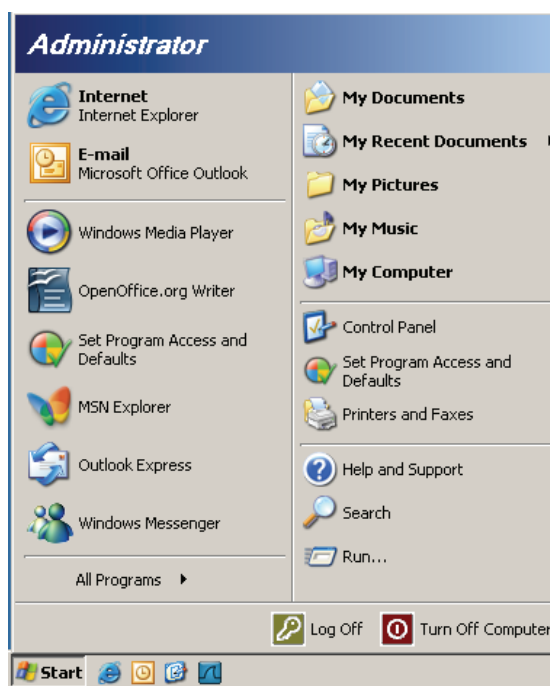 Administrator
Internet
Internet Explorer
E-mail
Microsoft Office Outlook
Windows Media Player
OpenOffice.org Writer
Set Program Access and
Defaults
MSN Explorer
Outlook Express
Windows Messenger
All Programs
My Documents
My Recent Documents
My Pictures
My Music
My Computer
Control Panel
Set Program Access and
Defaults
Printers and Faxes
Help and Support
Search
Run...
Log Off
Turn Off Computer
Start